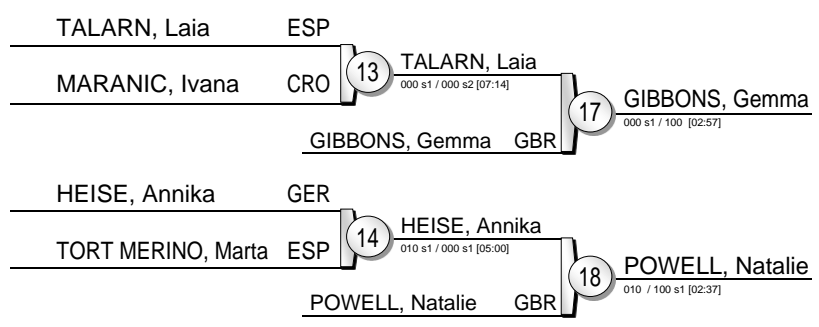 TALARN, Laia ESP
MARANIC, Ivana CRO
13
TALARN, Laia
000 s1 / 000 s2 [07:14]
GIBBONS, Gemma GBR
17
GIBBONS, Gemma
000 s1 / 100 [02:57]
HEISE, Annika GER
TORT MERINO, Marta ESP
14
HEISE, Annika
010 s1 / 000 s1 [05:00]
POWELL, Natalie GBR
18
POWELL, Natalie
010 / 100 s1 [02:37]